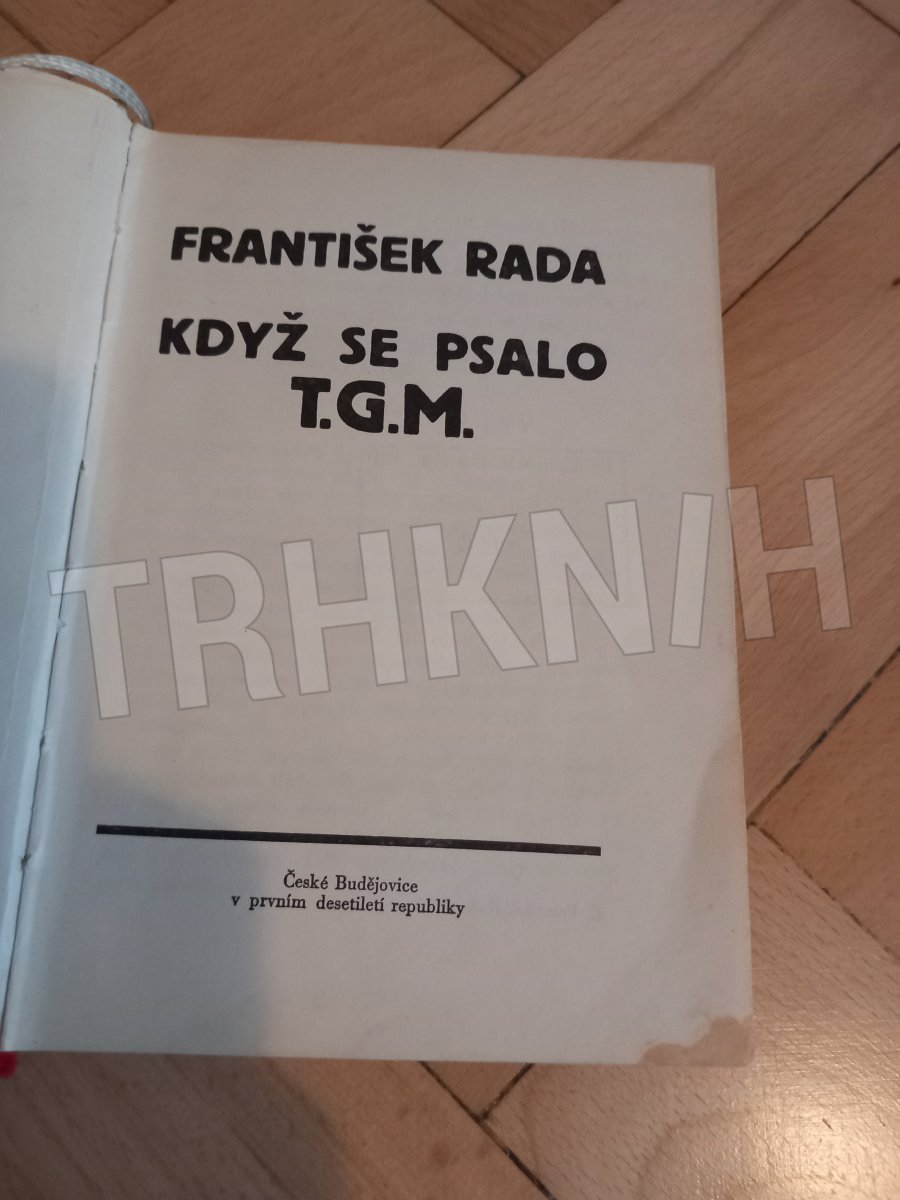 FRANTIŠEK RADA
KDYŽ SE PSALO
T.G.M.
TRHKNIH
České Budějovice
v prvním desetiletí republiky